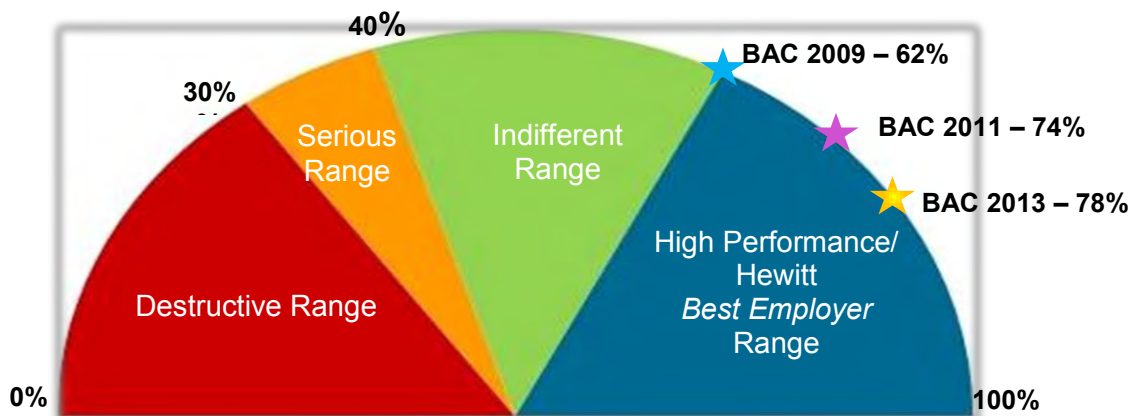 40%
BAC 2009 – 62%
30%
Serious
Range
Indifferent
Range
BAC 2011 – 74%
BAC 2013 – 78%
High Performance/
Hewitt
Best Employer
Range
Destructive Range
0%
100%